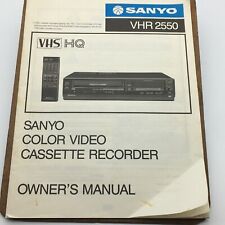 SANYO
VHR 2550
VHS HQ
SANYO
COLOR VIDEO
CASSETTE RECORDER
OWNER'S MANUAL